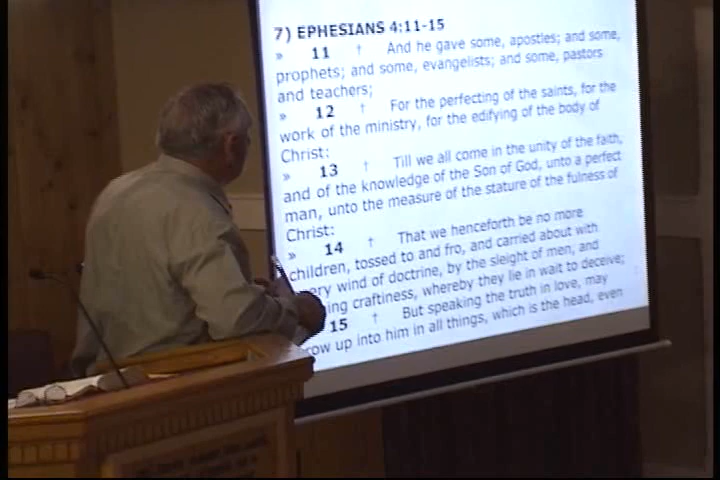 7) EPHESIANS 4:11-15
» 11 † And he gave some, apostles; and some,
prophets; and some, evangelists; and some, pastors
and teachers;
» 12 † For the perfecting of the saints, for the
work of the ministry, for the edifying of the body of
Christ:
» 13 † Till we all come in the unity of the faith,
and of the knowledge of the Son of God, unto a perfect
man, unto the measure of the stature of the fulness of
Christ:
» 14 † That we henceforth be no more
children, tossed to and fro, and carried about with
wind of doctrine, by the sleight of men, and
craftiness, whereby they lie in wait to deceive;
15 † But speaking the truth in love, may
up into him in all things, which is the head, even